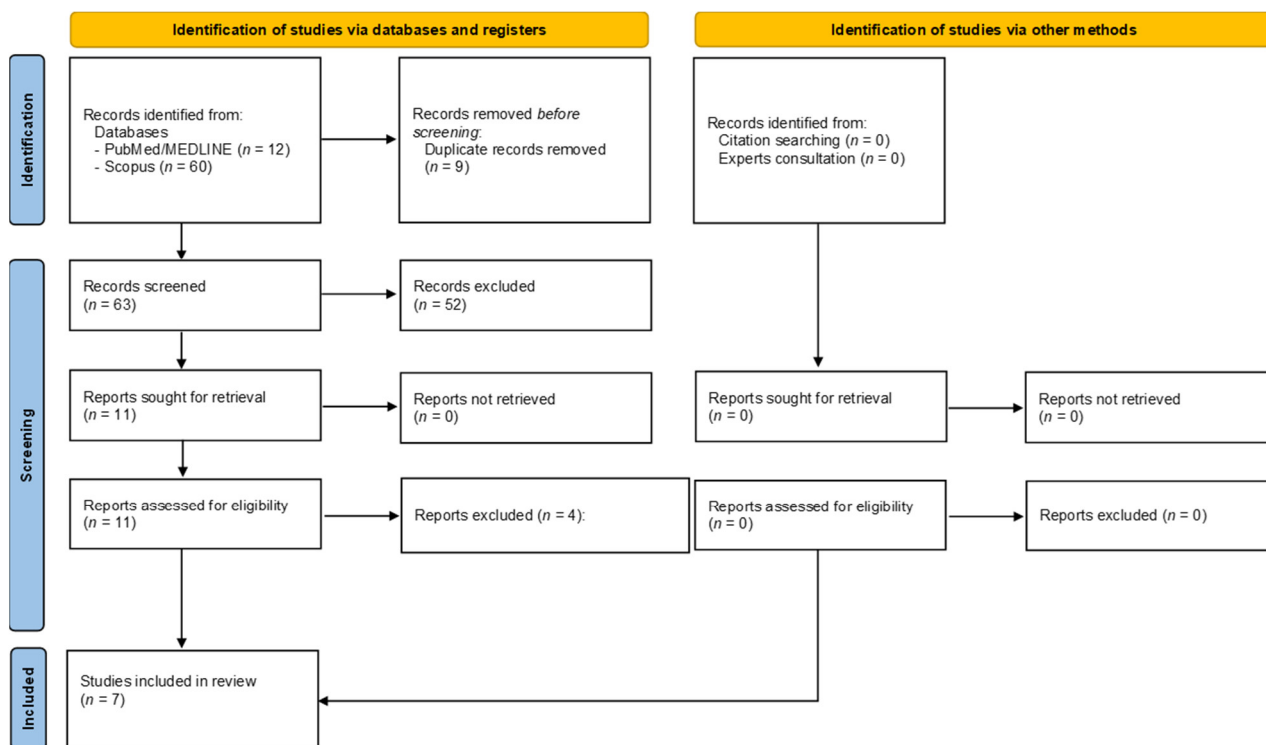 Identification of studies via databases and registers
Identification of studies via other methods
Identification
Records identified from:
Databases
- PubMed/MEDLINE (n = 12)
- Scopus (n = 60)
Records removed before
screening:
Duplicate records removed
(n = 9)
Records identified from:
Citation searching (n = 0)
Experts consultation (n = 0)
Screening
Records screened
(n = 63)
Records excluded
(n = 52)
Reports sought for retrieval
(n = 11)
Reports not retrieved
(n = 0)
Reports sought for retrieval
(n = 0)
Reports not retrieved
(n = 0)
Reports assessed for eligibility
(n = 11)
Reports excluded (n = 4):
Reports assessed for eligibility
(n = 0)
Reports excluded (n = 0)
Included
Studies included in review
(n = 7)